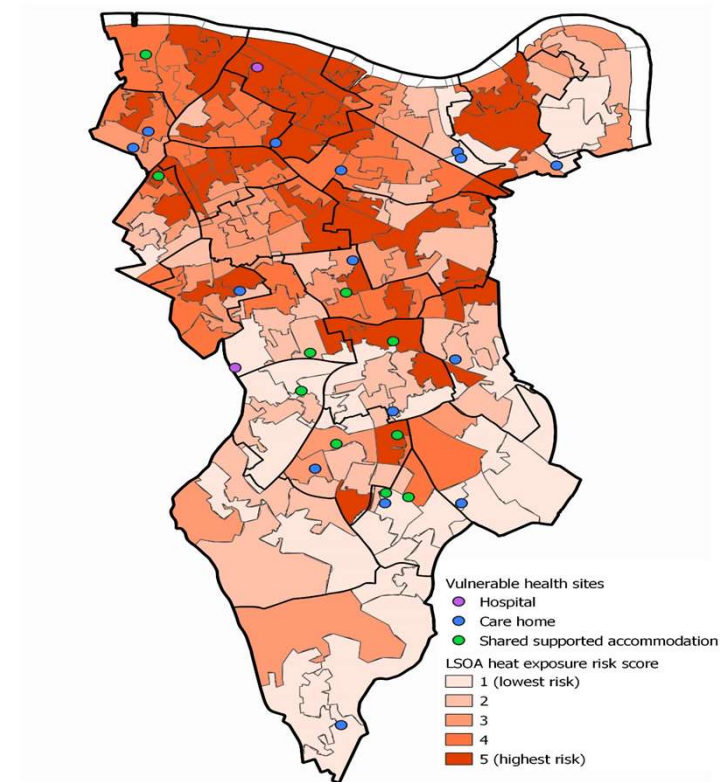 Vulnerable health sites
Hospital
Care home
Shared supported accommodation
LSOA heat exposure risk score
1 (lowest risk)
2
3
4
5 (highest risk)